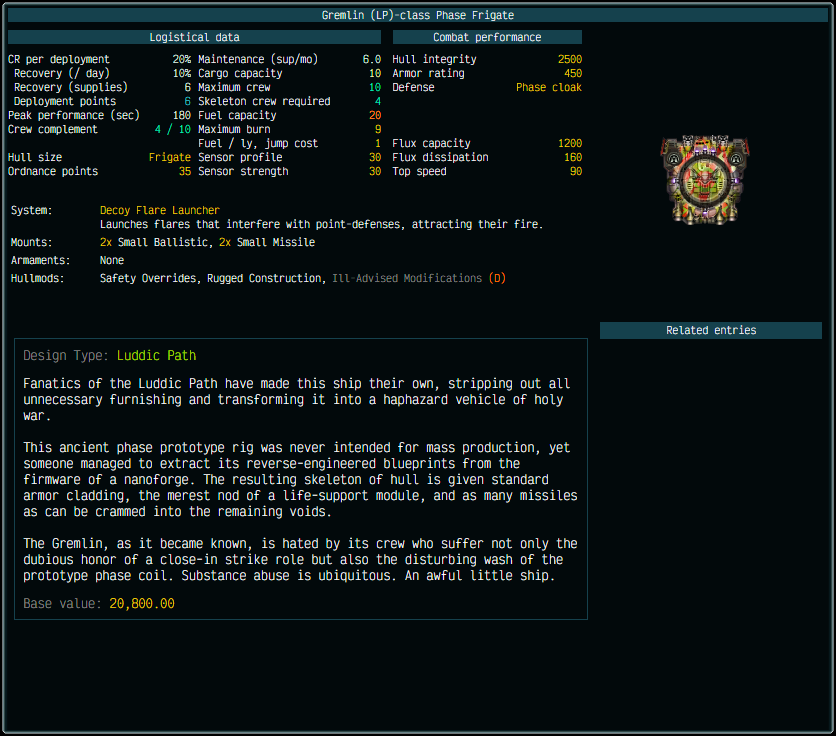 Gremlin (LP)-class Phase Frigate
Logistical data
Combat performance
CR per deployment 20% Maintenance (sup/mo) 6.0 Hull integrity 2500
Recovery (/ day) 10% Cargo capacity 10 Armor rating 450
Recovery (supplies) 6 Maximum crew 10 Defense Phase cloak
Deployment points 6 Skeleton crew required 4
Peak performance (sec) 180 Fuel capacity 20
Crew complement 4 / 10 Maximum burn 9
Fuel / ly, jump cost 1 Flux capacity 1200
Hull size Frigate Sensor profile 30 Flux dissipation 160
Ordnance points 35 Sensor strength 30 Top speed 90
System: Decoy Flare Launcher
Launches flares that interfere with point-defenses, attracting their fire.
Mounts: 2x Small Ballistic, 2x Small Missile
Armaments: None
Hullmods: Safety Overrides, Rugged Construction, Ill-Advised Modifications (D)
Related entries
Design Type: Luddic Path
Fanatics of the Luddic Path have made this ship their own, stripping out all
unnecessary furnishing and transforming it into a haphazard vehicle of holy
war.
This ancient phase prototype rig was never intended for mass production, yet
someone managed to extract its reverse-engineered blueprints from the
firmware of a nanoforge. The resulting skeleton of hull is given standard
armor cladding, the merest nod of a life-support module, and as many missiles
as can be crammed into the remaining voids.
The Gremlin, as it became known, is hated by its crew who suffer not only the
dubious honor of a close-in strike role but also the disturbing wash of the
prototype phase coil. Substance abuse is ubiquitous. An awful little ship.
Base value: 20,800.00